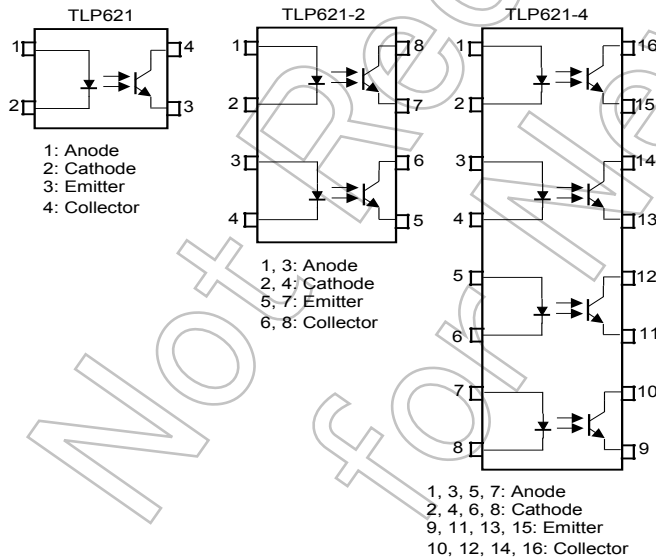 TLP621
1
4
2
3
1: Anode
2: Cathode
3: Emitter
4: Collector
TLP621-2
1
8
2
7
3
6
4
5
1, 3: Anode
2, 4: Cathode
5, 7: Emitter
6, 8: Collector
TLP621-4
1
16
2
15
3
14
4
13
5
12
6
11
7
10
8
9
1, 3, 5, 7: Anode
2, 4, 6, 8: Cathode
9, 11, 13, 15: Emitter
10, 12, 14, 16: Collector
Not Rec
for Ne